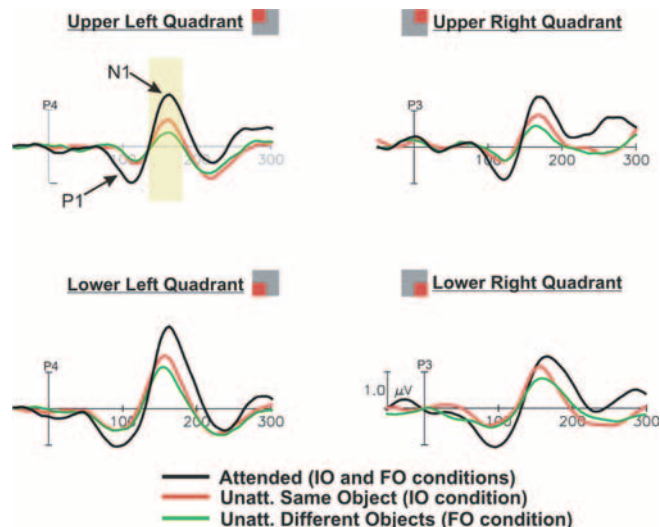 Upper Left Quadrant
Upper Right Quadrant
N1
P4
P3
100
200
300
100
200
300
P1
Lower Left Quadrant
Lower Right Quadrant
P4
P3
1.0 µV
100
200
300
100
200
300
Attended (IO and FO conditions)
Unatt. Same Object (IO condition)
Unatt. Different Objects (FO condition)